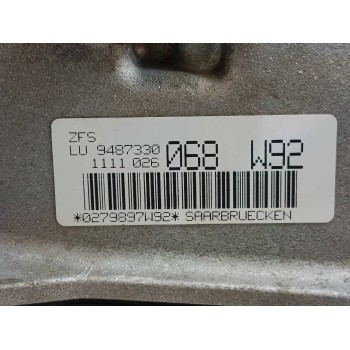 ZFS
LU 9487330 068 W92
1111 026
*0279897W92* SAARBRUECKEN